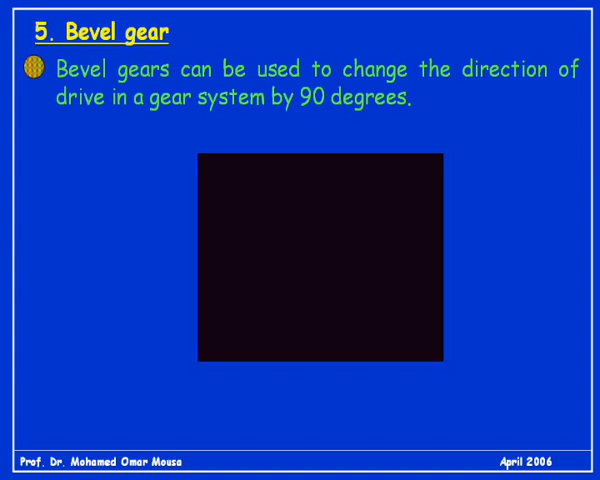 5. Bevel gear
Bevel gears can be used to change the direction of
drive in a gear system by 90 degrees.
Prof. Dr. Mohamed Omar Mousa
April 2006